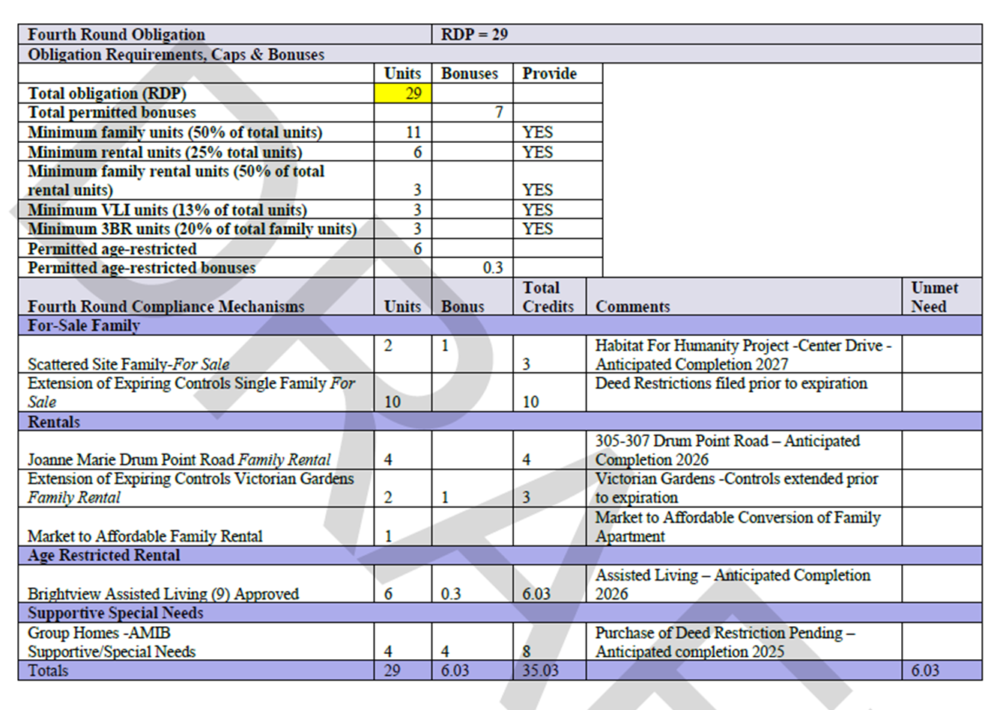 Fourth Round Obligation RDP = 29
Obligation Requirements, Caps & Bonuses
Units Bonuses Provide
Total obligation (RDP) 29
Total permitted bonuses 7
Minimum family units (50% of total units) 11 YES
Minimum rental units (25% total units) 6 YES
Minimum family rental units (50% of total
rental units) 3 YES
Minimum VLI units (13% of total units) 3 YES
Minimum 3BR units (20% of total family units) 3 YES
Permitted age-restricted 6
Permitted age-restricted bonuses 0.3
Total Unmet
Fourth Round Compliance Mechanisms Units Bonus Credits Comments Need
For-Sale Family
2 1 Habitat For Humanity Project -Center Drive -
Scattered Site Family-For Sale 3 Anticipated Completion 2027
Extension of Expiring Controls Single Family For Deed Restrictions filed prior to expiration
Sale 10 10
Rentals
305-307 Drum Point Road – Anticipated
Joanne Marie Drum Point Road Family Rental 4 4 Completion 2026
Extension of Expiring Controls Victorian Gardens Victorian Gardens -Controls extended prior
Family Rental 2 1 3 to expiration
Market to Affordable Conversion of Family
Market to Affordable Family Rental 1 Apartment
Age Restricted Rental
Assisted Living – Anticipated Completion
Brightview Assisted Living (9) Approved 6 0.3 6.03 2026
Supportive Special Needs
Group Homes -AMIB Purchase of Deed Restriction Pending –
Supportive/Special Needs 4 4 8 Anticipated completion 2025
Totals 29 6.03 35.03 6.03